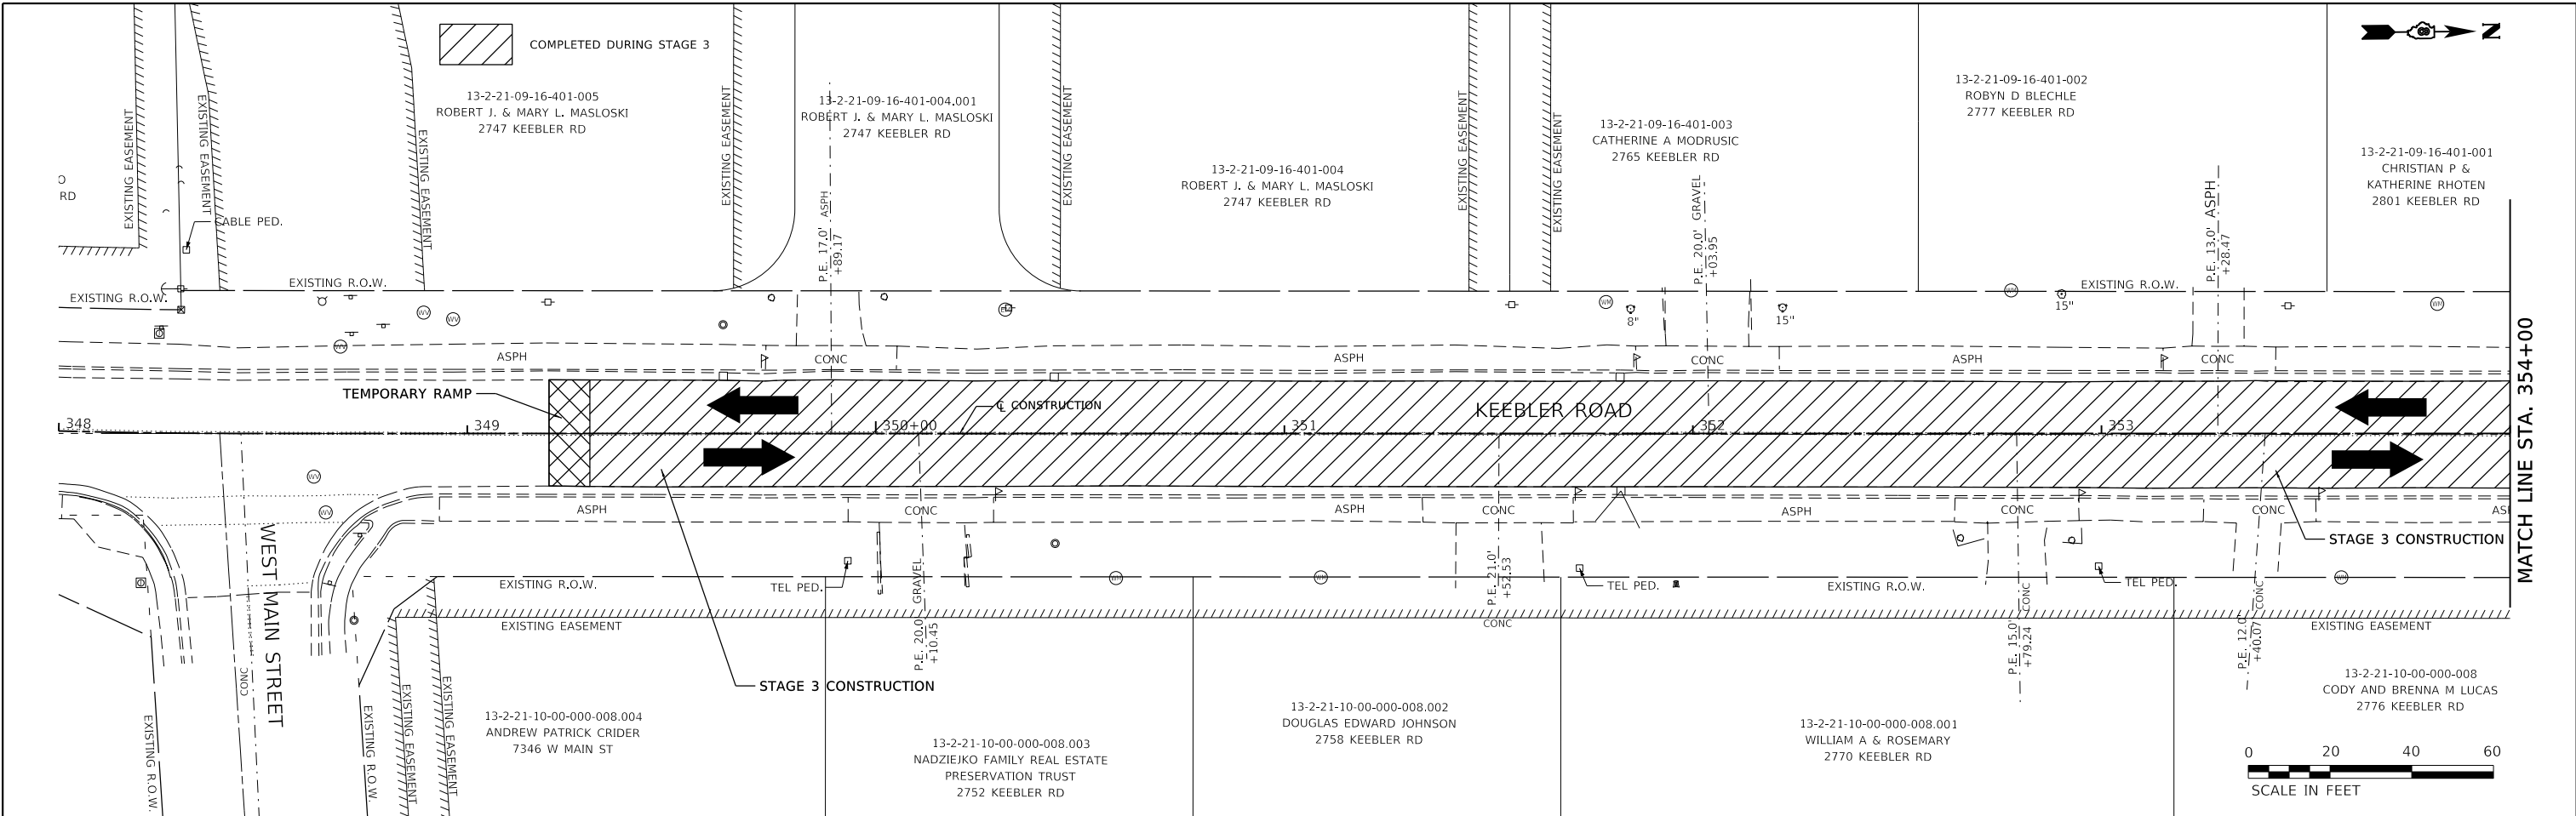 COMPLETED DURING STAGE 3
N
13-2-21-09-16-401-005
ROBERT J. & MARY L. MASLOSKI
2747 KEEBLER RD
13-2-21-09-16-401-004.001
ROBERT J. & MARY L. MASLOSKI
2747 KEEBLER RD
13-2-21-09-16-401-004
ROBERT J. & MARY L. MASLOSKI
2747 KEEBLER RD
13-2-21-09-16-401-003
CATHERINE A MODRUSIC
2765 KEEBLER RD
13-2-21-09-16-401-002
ROBYN D BLECHLE
2777 KEEBLER RD
13-2-21-09-16-401-001
CHRISTIAN P &
KATHERINE RHOTEN
2801 KEEBLER RD
RD
EXISTING EASEMENT
EXISTING EASEMENT
EXISTING EASEMENT
EXISTING EASEMENT
EXISTING EASEMENT
EXISTING EASEMENT
EXISTING EASEMENT
CABLE PED.
P.E. 17.0' ASPH
+89.17
P.E. 20.0' GRAVEL
+03.95
P.E. 13.0' ASPH
+28.47
EXISTING R.O.W.
EXISTING R.O.W.
EXISTING R.O.W.
WV
WV
WV
WM
WM
WM
8"
15"
15"
ASPH
CONC
ASPH
CONC
ASPH
CONC
TEMPORARY RAMP
℄ CONSTRUCTION
KEEBLER ROAD
348
349
350+00
351
352
353
MATCH LINE STA. 354+00
WV
WV
ASPH
CONC
ASPH
CONC
ASPH
CONC
CONC
STAGE 3 CONSTRUCTION
WEST MAIN STREET
CONC
EXISTING R.O.W.
TEL PED.
TEL PED.
EXISTING R.O.W.
TEL PED.
WM
WM
WM
P.E. 20.0' GRAVEL
+10.45
P.E. 21.0'
+52.53
CONC
P.E. 15.0' CONC
+79.24
P.E. 12.0' CONC
+40.07
EXISTING EASEMENT
EXISTING EASEMENT
STAGE 3 CONSTRUCTION
EXISTING R.O.W.
EXISTING R.O.W.
EXISTING EASEMENT
EXISTING EASEMENT
13-2-21-10-00-000-008.004
ANDREW PATRICK CRIDER
7346 W MAIN ST
13-2-21-10-00-000-008.003
NADZIEJKO FAMILY REAL ESTATE
PRESERVATION TRUST
2752 KEEBLER RD
13-2-21-10-00-000-008.002
DOUGLAS EDWARD JOHNSON
2758 KEEBLER RD
13-2-21-10-00-000-008.001
WILLIAM A & ROSEMARY
2770 KEEBLER RD
13-2-21-10-00-000-008
CODY AND BRENNA M LUCAS
2776 KEEBLER RD
0 20 40 60
SCALE IN FEET